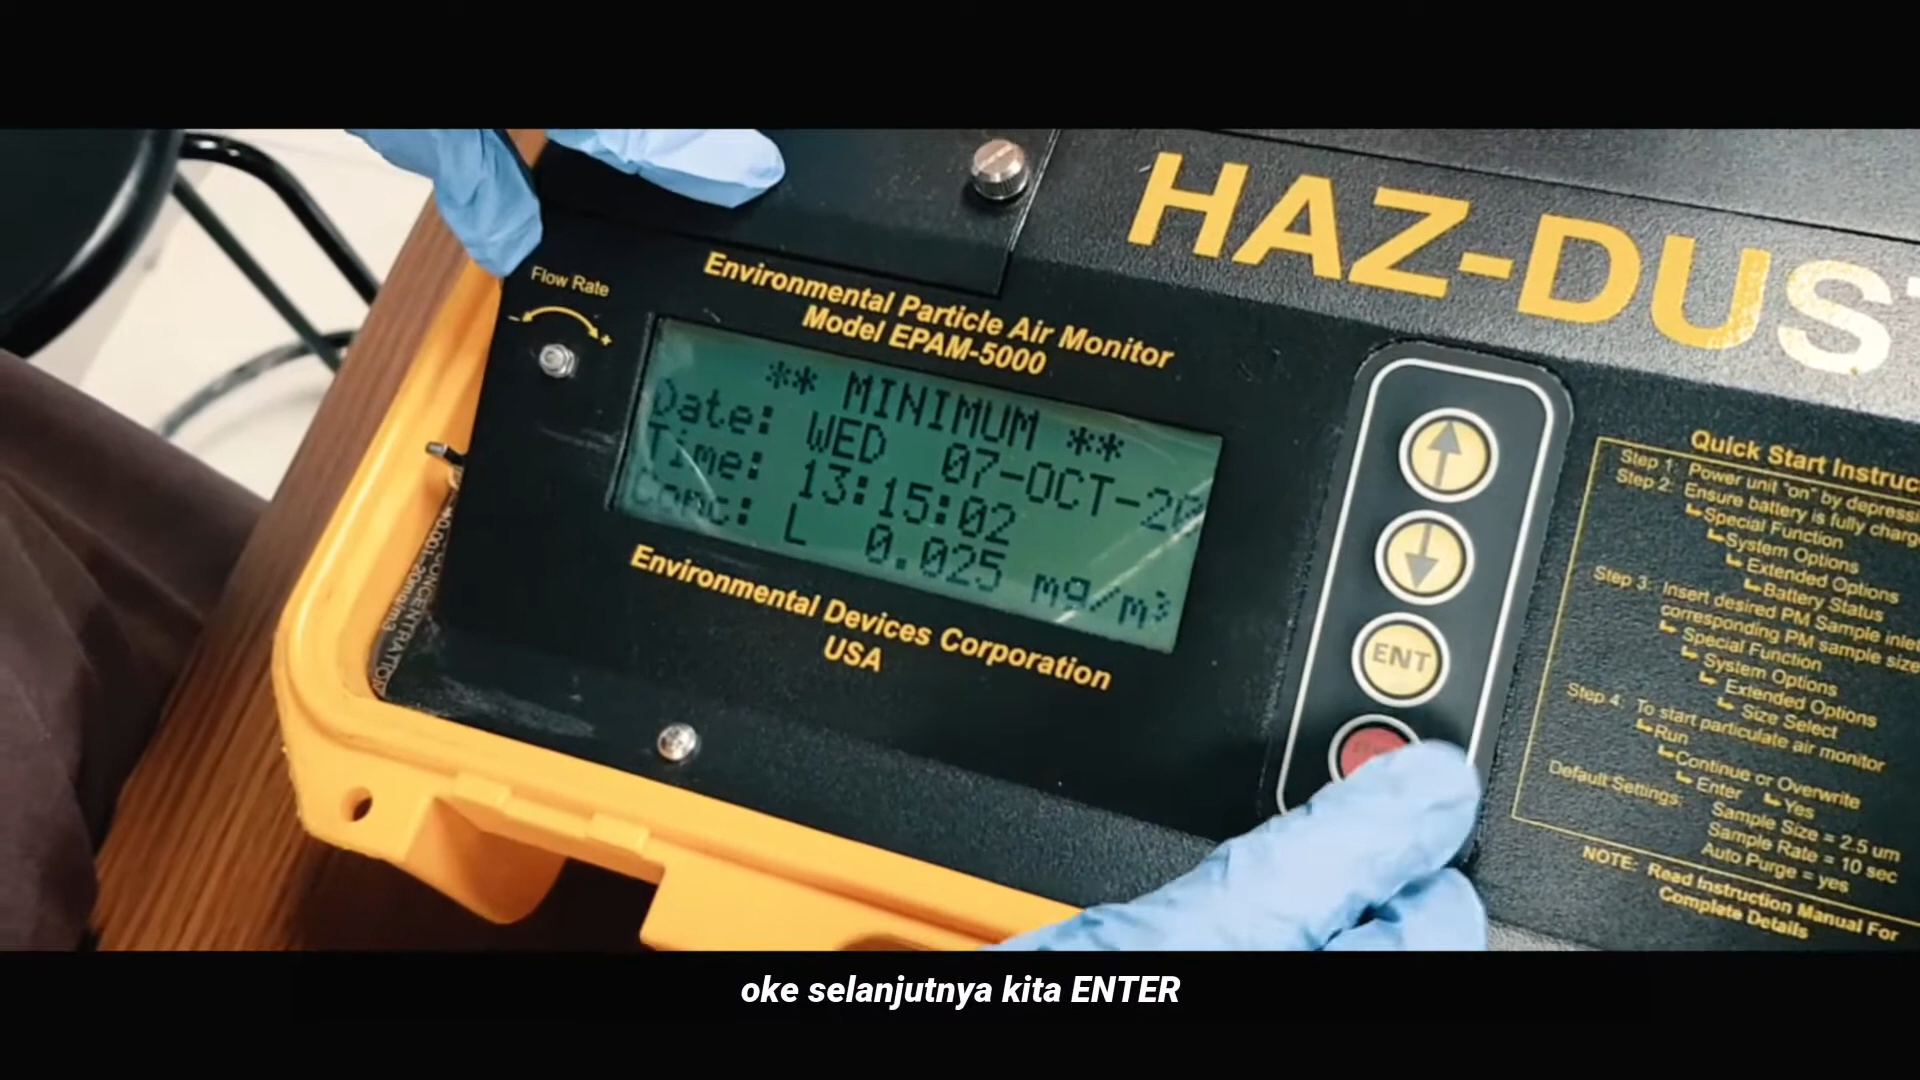 HAZ-DUST
Flow Rate
- +
Environmental Particle Air Monitor
Model EPAM-5000
** MINIMUM **
Date: WED 07-OCT-20
Time: 13:15:02
Conc: L 0.025 mg/m³
Environmental Devices Corporation
USA
ENT
Quick Start Instruc
Step 1: Power unit "on" by depressi
Step 2: Ensure battery is fully charg
Special Function
System Options
Extended Options
Battery Status
Step 3: Insert desired PM Sample inlet
corresponding PM sample size
Special Function
System Options
Extended Options
Size Select
Step 4: To start particulate air monitor
Run
Continue or Overwrite
Enter Yes
Default Settings: Sample Size = 2.5 um
Sample Rate = 10 sec
Auto Purge = yes
NOTE: Read Instruction Manual For
Complete Details
oke selanjutnya kita ENTER